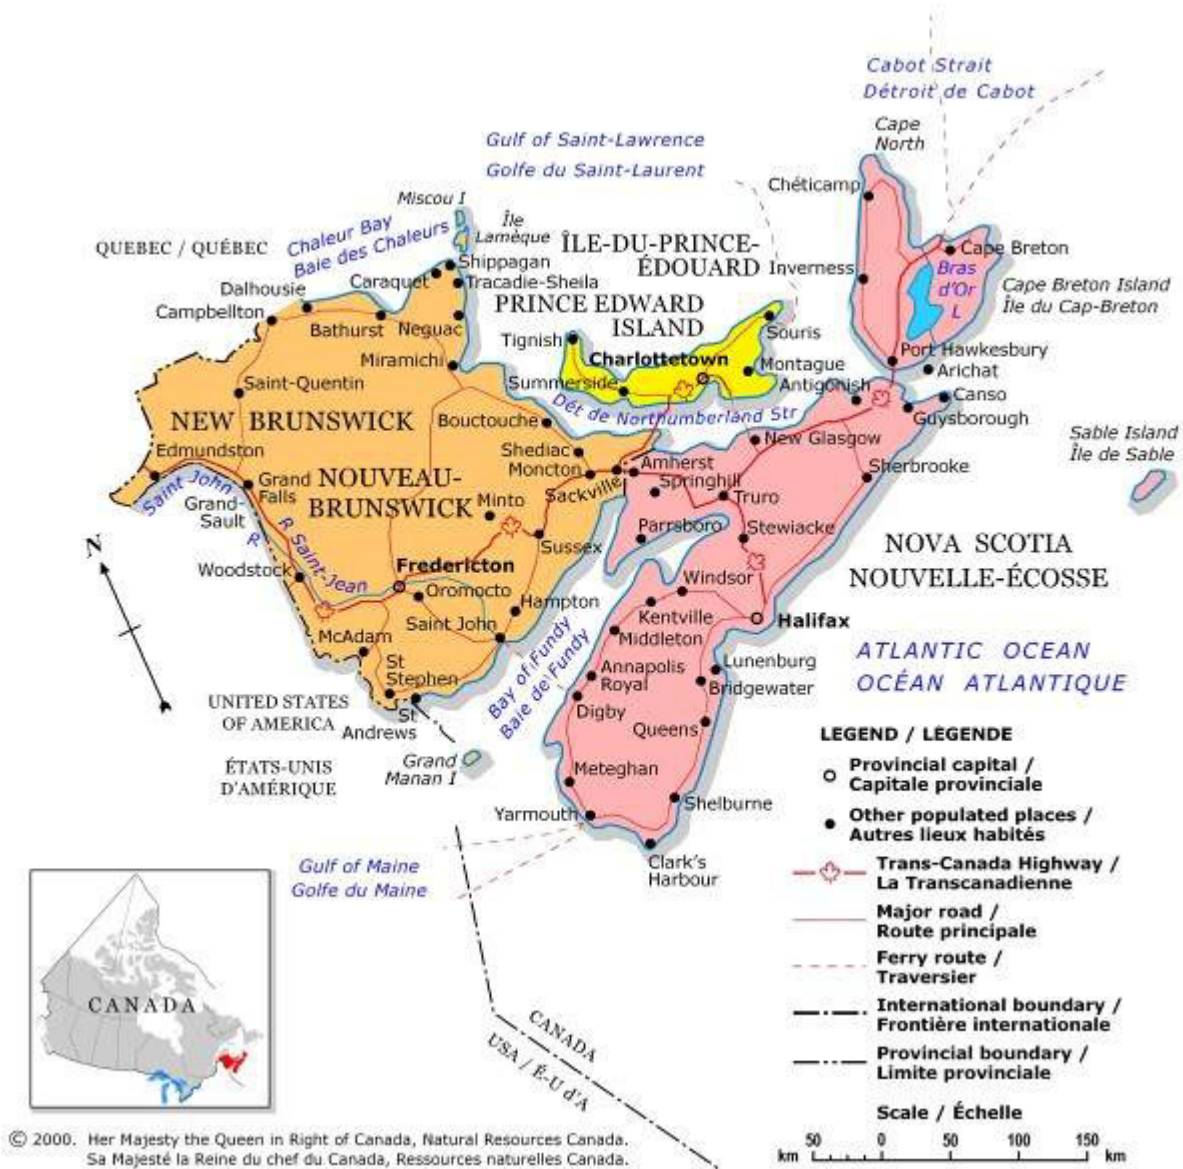 Cabot Strait
Détroit de Cabot
Cape
North
Gulf of Saint-Lawrence
Golfe du Saint-Laurent
Chéticamp
Miscou I
Île
Lamèque
Chaleur Bay
Baie des Chaleurs
QUEBEC / QUÉBEC
ÎLE-DU-PRINCE-
ÉDOUARD
Cape Breton
Shippagan
Inverness
Bras
d'Or
L
Cape Breton Island
Île du Cap-Breton
Caraquet
Tracadie-Sheila
Dalhousie
PRINCE EDWARD
ISLAND
Campbellton
Bathurst
Neguac
Tignish
Souris
Port Hawkesbury
Miramichi
Charlottetown
Montague
Arichat
Saint-Quentin
Summerside
Antigonish
Canso
NEW BRUNSWICK
Bouctouche
Dét de Northumberland Str
Guysborough
Sable Island
Île de Sable
Edmundston
Shediac
New Glasgow
Moncton
Amherst
Sherbrooke
Saint John
R
Grand
Falls
NOUVEAU-
BRUNSWICK
Sackville
Springhill
Truro
Grand-
Sault
Minto
Parrsboro
Stewiacke
N
R Saint-Jean
Sussex
NOVA SCOTIA
NOUVELLE-ÉCOSSE
Woodstock
Fredericton
Windsor
Oromocto
Hampton
Kentville
Halifax
McAdam
Saint John
Middleton
Bay of Fundy
Baie de Fundy
ATLANTIC OCEAN
OCÉAN ATLANTIQUE
St
Stephen
Annapolis
Royal
Lunenburg
Bridgewater
UNITED STATES
OF AMERICA
St
Andrews
Digby
Queens
LEGEND / LÉGENDE
ÉTATS-UNIS
D'AMÉRIQUE
Grand
Manan I
Meteghan
Provincial capital /
Capitale provinciale
Yarmouth
Shelburne
Other populated places /
Autres lieux habités
Gulf of Maine
Golfe du Maine
Clark's
Harbour
Trans-Canada Highway /
La Transcanadienne
Major road /
Route principale
Ferry route /
Traversier
CANADA
International boundary /
Frontière internationale
CANADA
USA / É-U d'A
Provincial boundary /
Limite provinciale
Scale / Échelle
50 0 50 100 150
km km
© 2000. Her Majesty the Queen in Right of Canada, Natural Resources Canada.
Sa Majesté la Reine du chef du Canada, Ressources naturelles Canada.